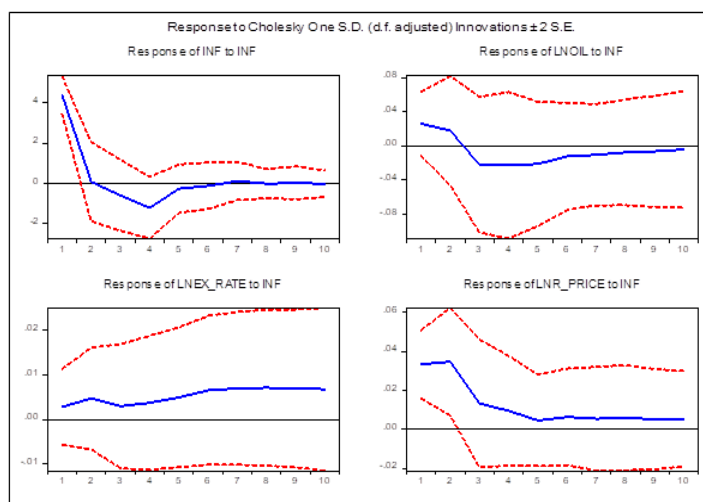 Response to Cholesky One S.D. (d.f. adjusted) Innovations ± 2 S.E.
Response of INF to INF
4
2
0
-2
1 2 3 4 5 6 7 8 9 10
Response of LNOIL to INF
.08
.04
.00
-.04
-.08
1 2 3 4 5 6 7 8 9 10
Response of LNEX_RATE to INF
.02
.01
.00
-.01
1 2 3 4 5 6 7 8 9 10
Response of LNR_PRICE to INF
.06
.04
.02
.00
-.02
1 2 3 4 5 6 7 8 9 10